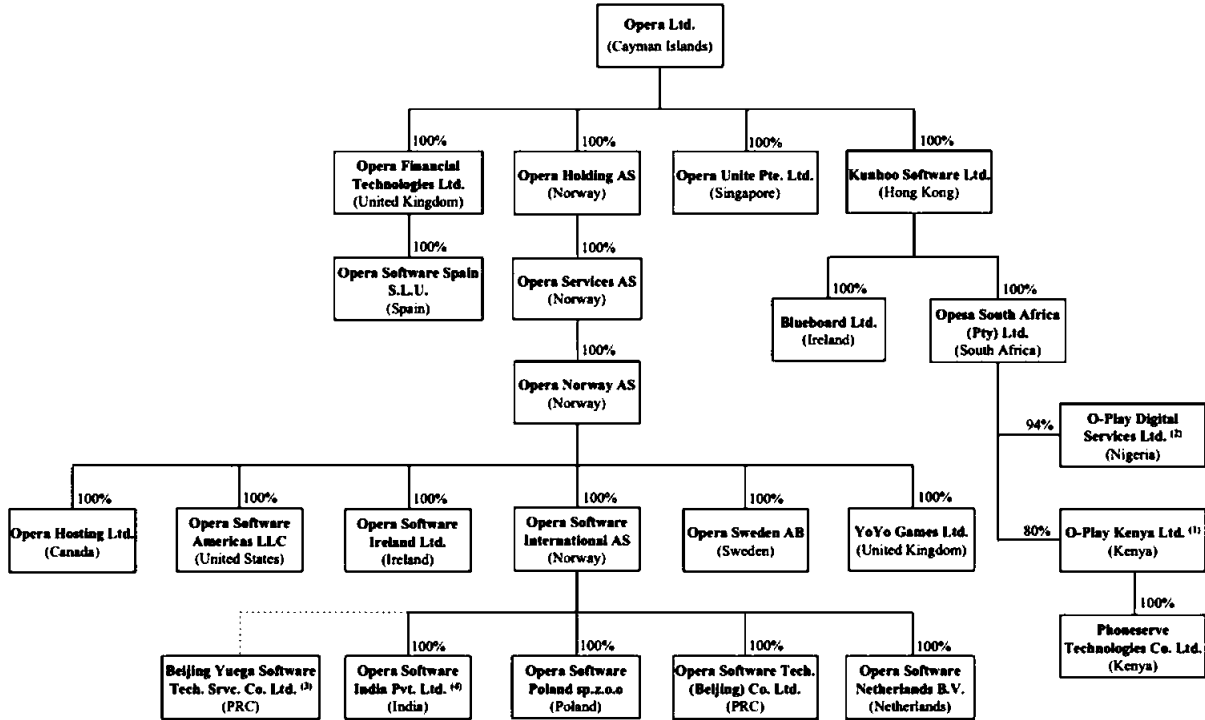 Opera Ltd.
(Cayman Islands)
100%
100%
100%
100%
Opera Financial
Technologies Ltd.
(United Kingdom)
Opera Holding AS
(Norway)
Opera Unite Pte. Ltd.
(Singapore)
Kunhoo Software Ltd.
(Hong Kong)
100%
100%
Opera Software Spain
S.L.U.
(Spain)
Opera Services AS
(Norway)
100%
100%
Blueboard Ltd.
(Ireland)
Opesa South Africa
(Pty) Ltd.
(South Africa)
100%
Opera Norway AS
(Norway)
94%
O-Play Digital
Services Ltd. (2)
(Nigeria)
100%
100%
100%
100%
100%
100%
Opera Hosting Ltd.
(Canada)
Opera Software
Americas LLC
(United States)
Opera Software
Ireland Ltd.
(Ireland)
Opera Software
International AS
(Norway)
Opera Sweden AB
(Sweden)
YoYo Games Ltd.
(United Kingdom)
80%
O-Play Kenya Ltd. (1)
(Kenya)
100%
Phoneserve
Technologies Co. Ltd.
(Kenya)
100%
100%
100%
100%
Beijing Yuega Software
Tech. Srvc. Co. Ltd. (3)
(PRC)
Opera Software
India Pvt. Ltd. (4)
(India)
Opera Software
Poland sp.z.o.o
(Poland)
Opera Software Tech.
(Beijing) Co. Ltd.
(PRC)
Opera Software
Netherlands B.V.
(Netherlands)